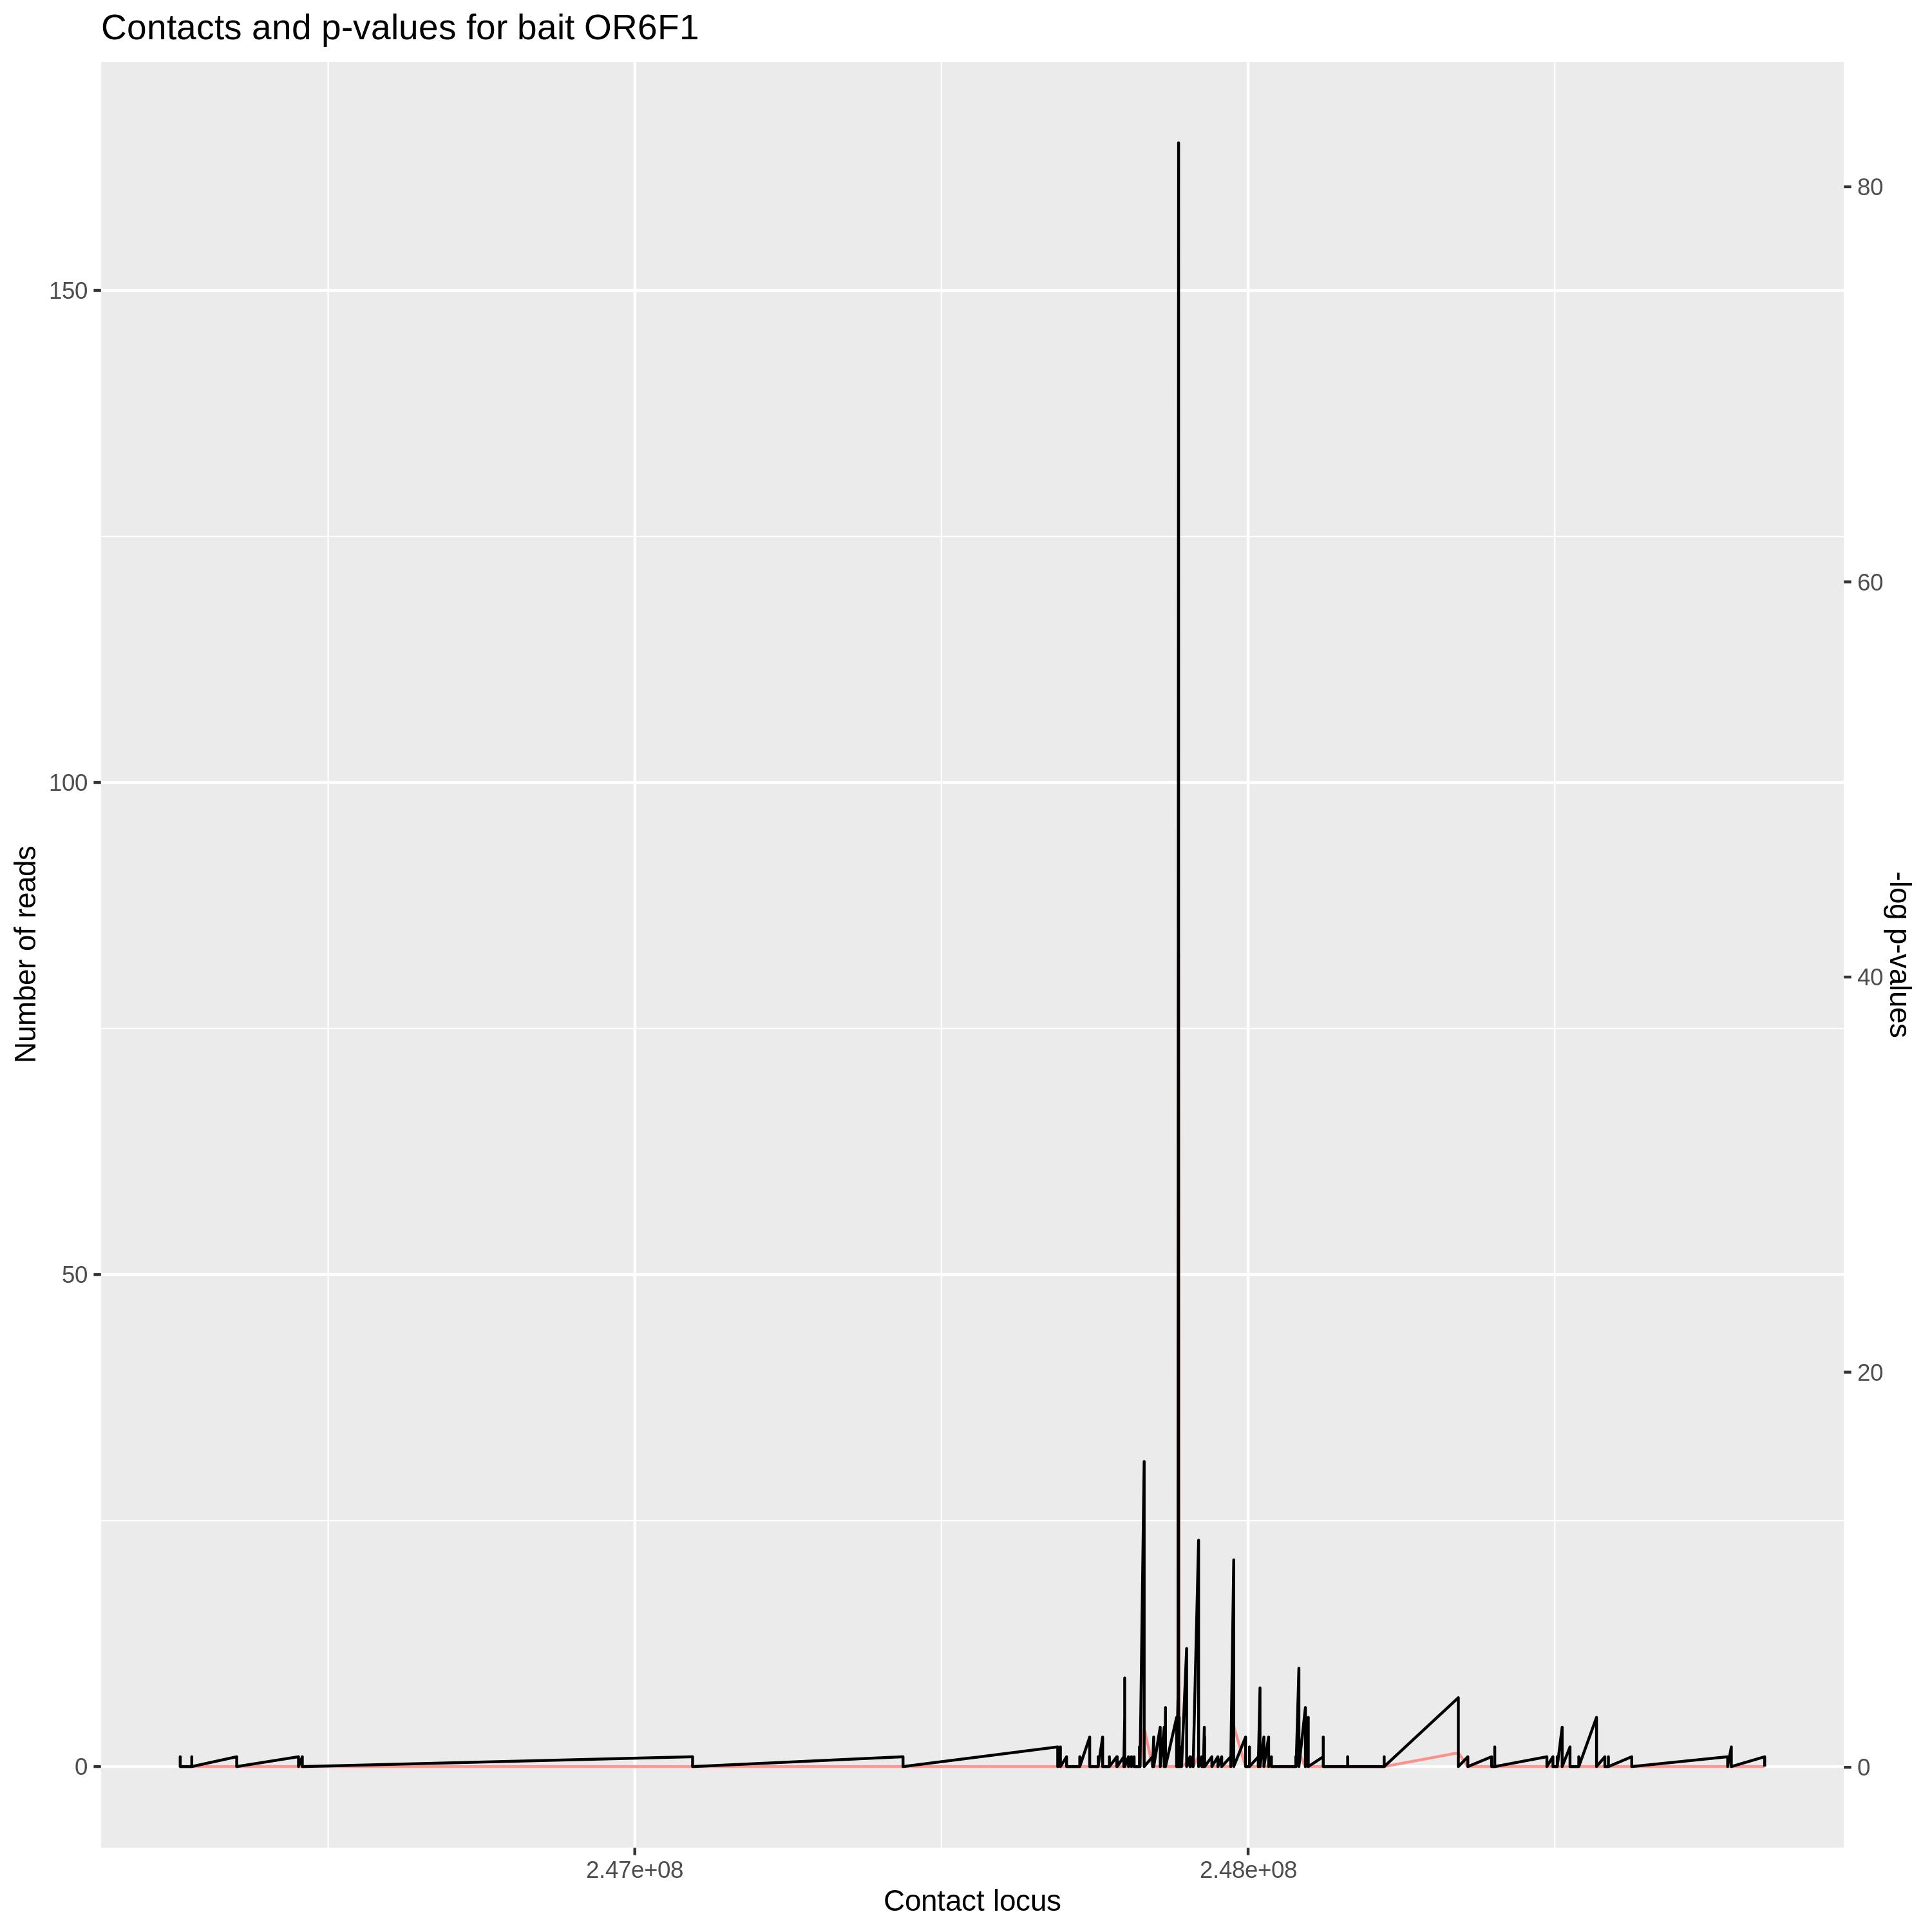 Contacts and p-values for bait OR6F1
150
100
50
0
Number of reads
80
60
40
20
0
-log p-values
2.47e+08
2.48e+08
Contact locus